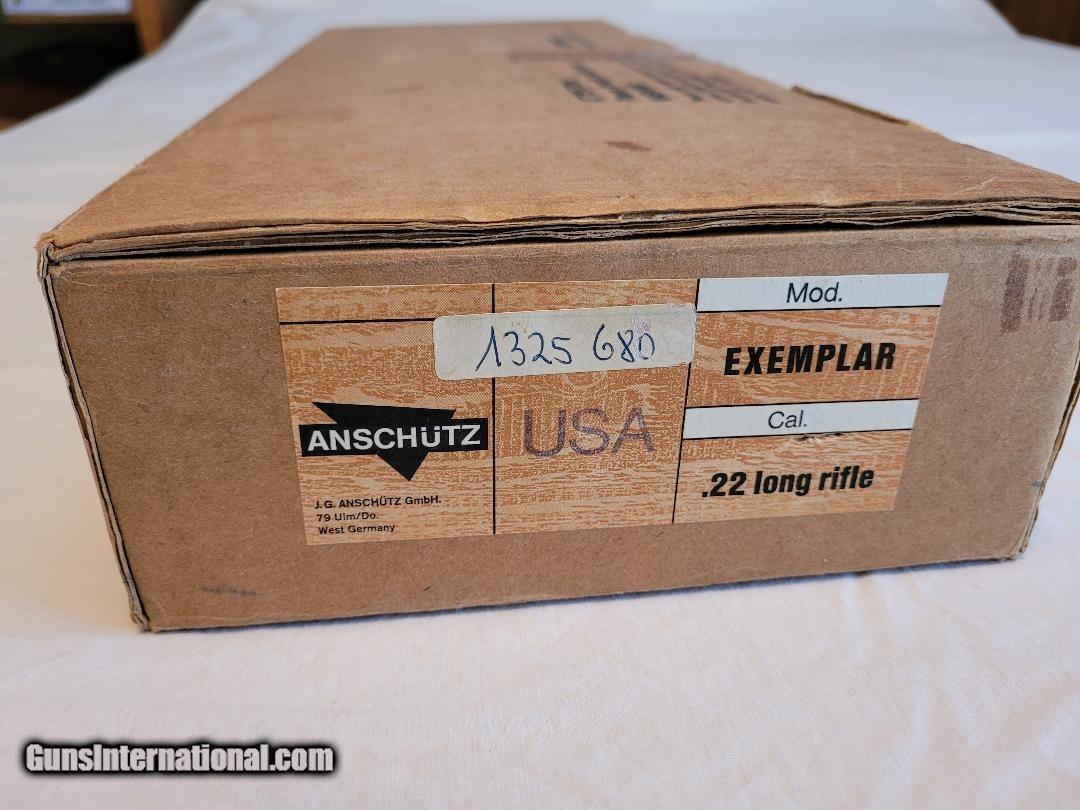 1325 680
Mod.
EXEMPLAR
Cal.
.22 long rifle
USA
ANSCHÜTZ
J.G. ANSCHÜTZ GmbH.
79 Ulm/Do.
West Germany
GunsInternational.com